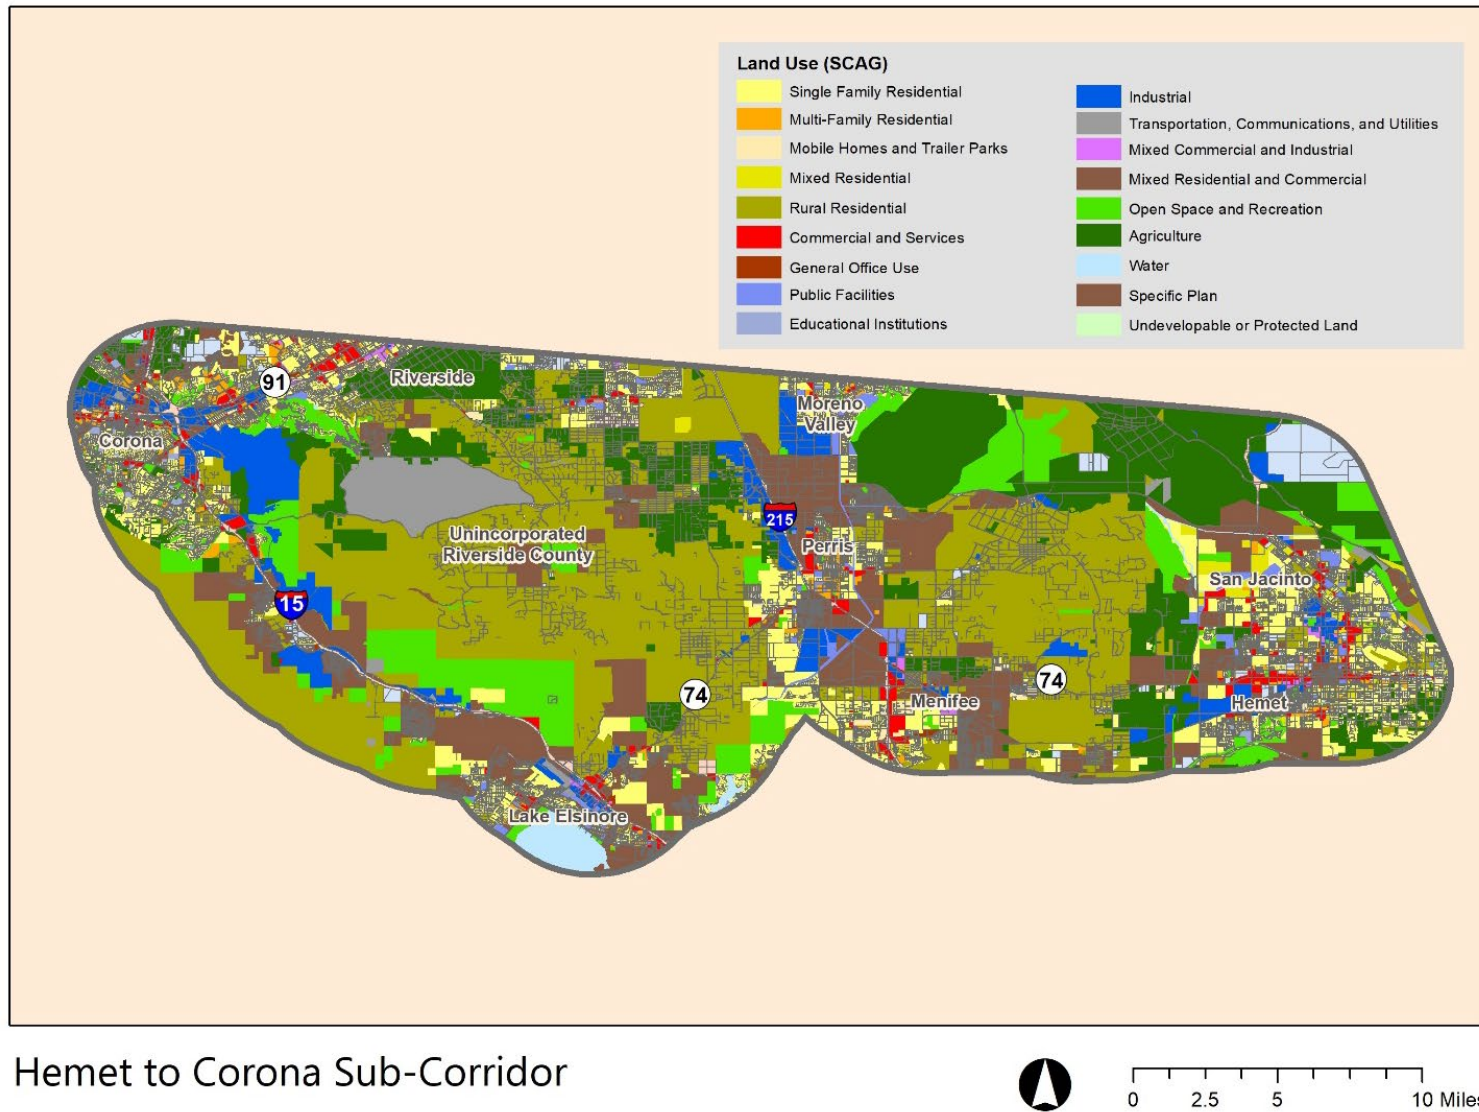 Land Use (SCAG)
Single Family Residential
Multi-Family Residential
Mobile Homes and Trailer Parks
Mixed Residential
Rural Residential
Commercial and Services
General Office Use
Public Facilities
Educational Institutions
Industrial
Transportation, Communications, and Utilities
Mixed Commercial and Industrial
Mixed Residential and Commercial
Open Space and Recreation
Agriculture
Water
Specific Plan
Undevelopable or Protected Land
91
Riverside
Moreno
Valley
Corona
215
Unincorporated
Riverside County
Perris
San Jacinto
15
74
74
Menifee
Hemet
Lake Elsinore
Hemet to Corona Sub-Corridor
0 2.5 5 10 Miles